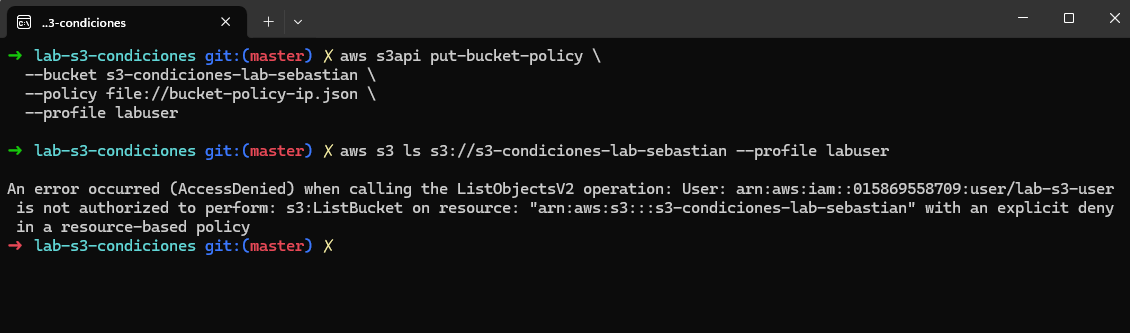 ..3-condiciones
➜ lab-s3-condiciones git:(master) ✗ aws s3api put-bucket-policy \
--bucket s3-condiciones-lab-sebastian \
--policy file://bucket-policy-ip.json \
--profile labuser
➜ lab-s3-condiciones git:(master) ✗ aws s3 ls s3://s3-condiciones-lab-sebastian --profile labuser
An error occurred (AccessDenied) when calling the ListObjectsV2 operation: User: arn:aws:iam::015869558709:user/lab-s3-user
is not authorized to perform: s3:ListBucket on resource: "arn:aws:s3:::s3-condiciones-lab-sebastian" with an explicit deny
in a resource-based policy
➜ lab-s3-condiciones git:(master) ✗